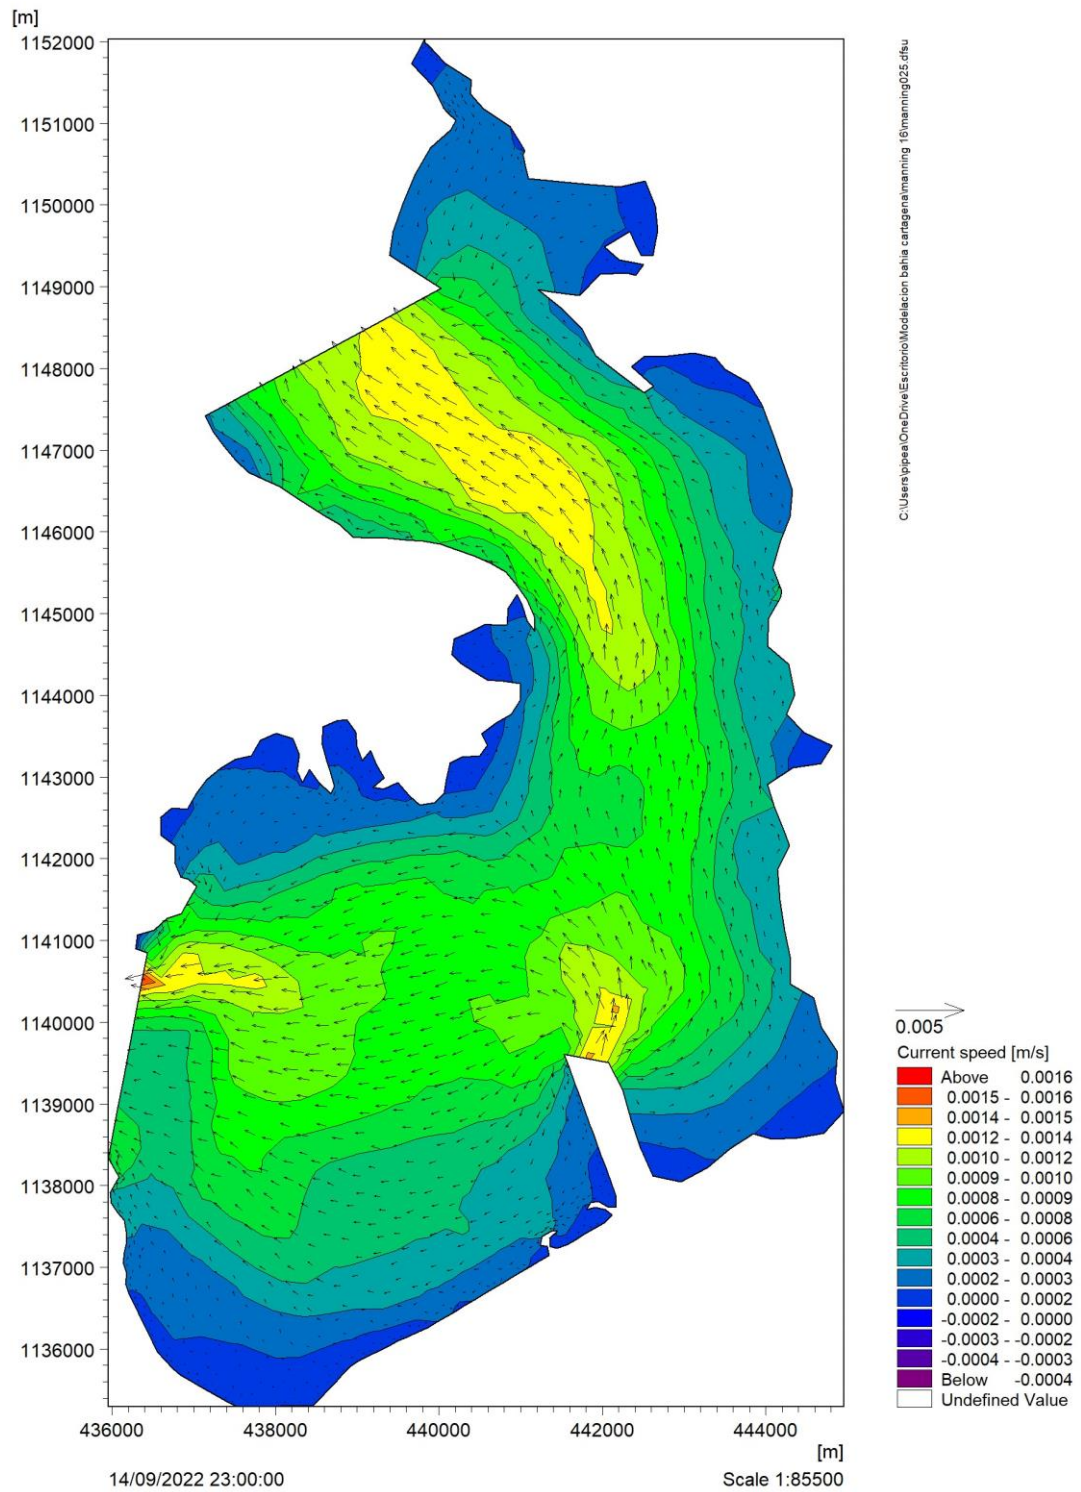 [m]
1152000
1151000
1150000
1149000
1148000
1147000
1146000
1145000
1144000
1143000
1142000
1141000
1140000
1139000
1138000
1137000
1136000
436000 438000 440000 442000 444000
[m]
14/09/2022 23:00:00 Scale 1:85500
C:\Users\pipea\OneDrive\Escritorio\Modelacion bahia cartagena\manning 16\manning025.dfsu
0.005
Current speed [m/s]
Above 0.0016
0.0015 - 0.0016
0.0014 - 0.0015
0.0012 - 0.0014
0.0010 - 0.0012
0.0009 - 0.0010
0.0008 - 0.0009
0.0006 - 0.0008
0.0004 - 0.0006
0.0003 - 0.0004
0.0002 - 0.0003
0.0000 - 0.0002
-0.0002 - 0.0000
-0.0003 - -0.0002
-0.0004 - -0.0003
Below -0.0004
Undefined Value